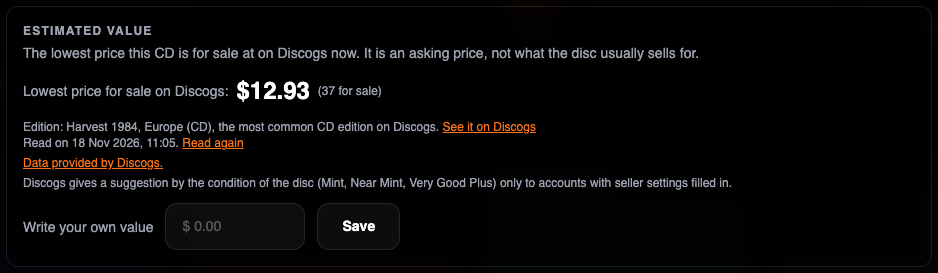 ESTIMATED VALUE
The lowest price this CD is for sale at on Discogs now. It is an asking price, not what the disc usually sells for.
Lowest price for sale on Discogs: $12.93 (37 for sale)
Edition: Harvest 1984, Europe (CD), the most common CD edition on Discogs. See it on Discogs
Read on 18 Nov 2026, 11:05. Read again
Data provided by Discogs.
Discogs gives a suggestion by the condition of the disc (Mint, Near Mint, Very Good Plus) only to accounts with seller settings filled in.
Write your own value $ 0.00 Save